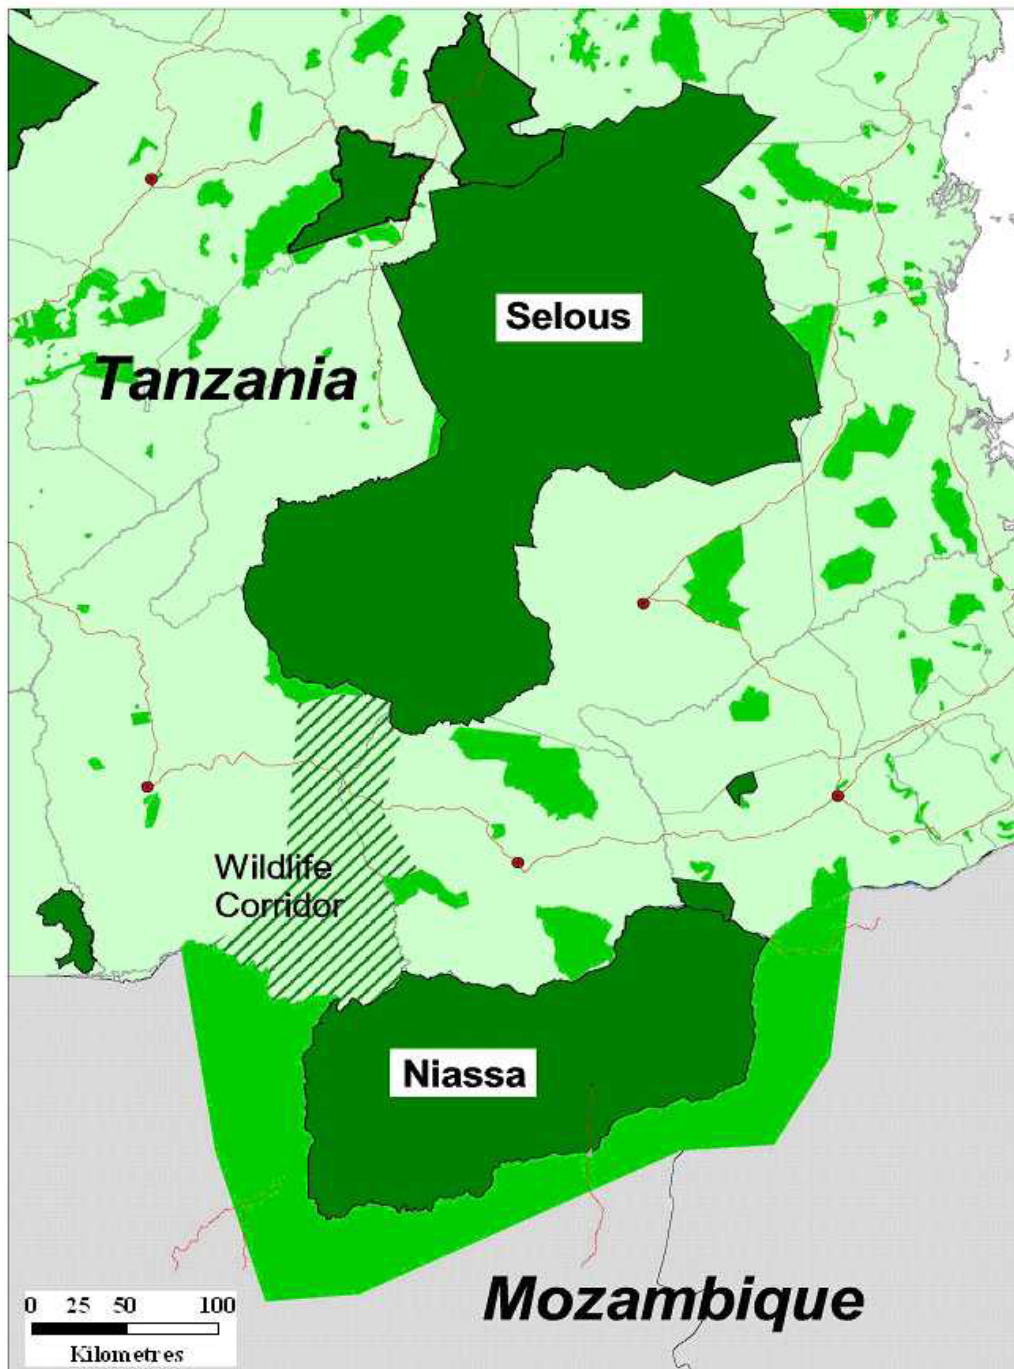 Selous
Tanzania
Wildlife
Corridor
Niassa
Mozambique
0 25 50 100
Kilometres